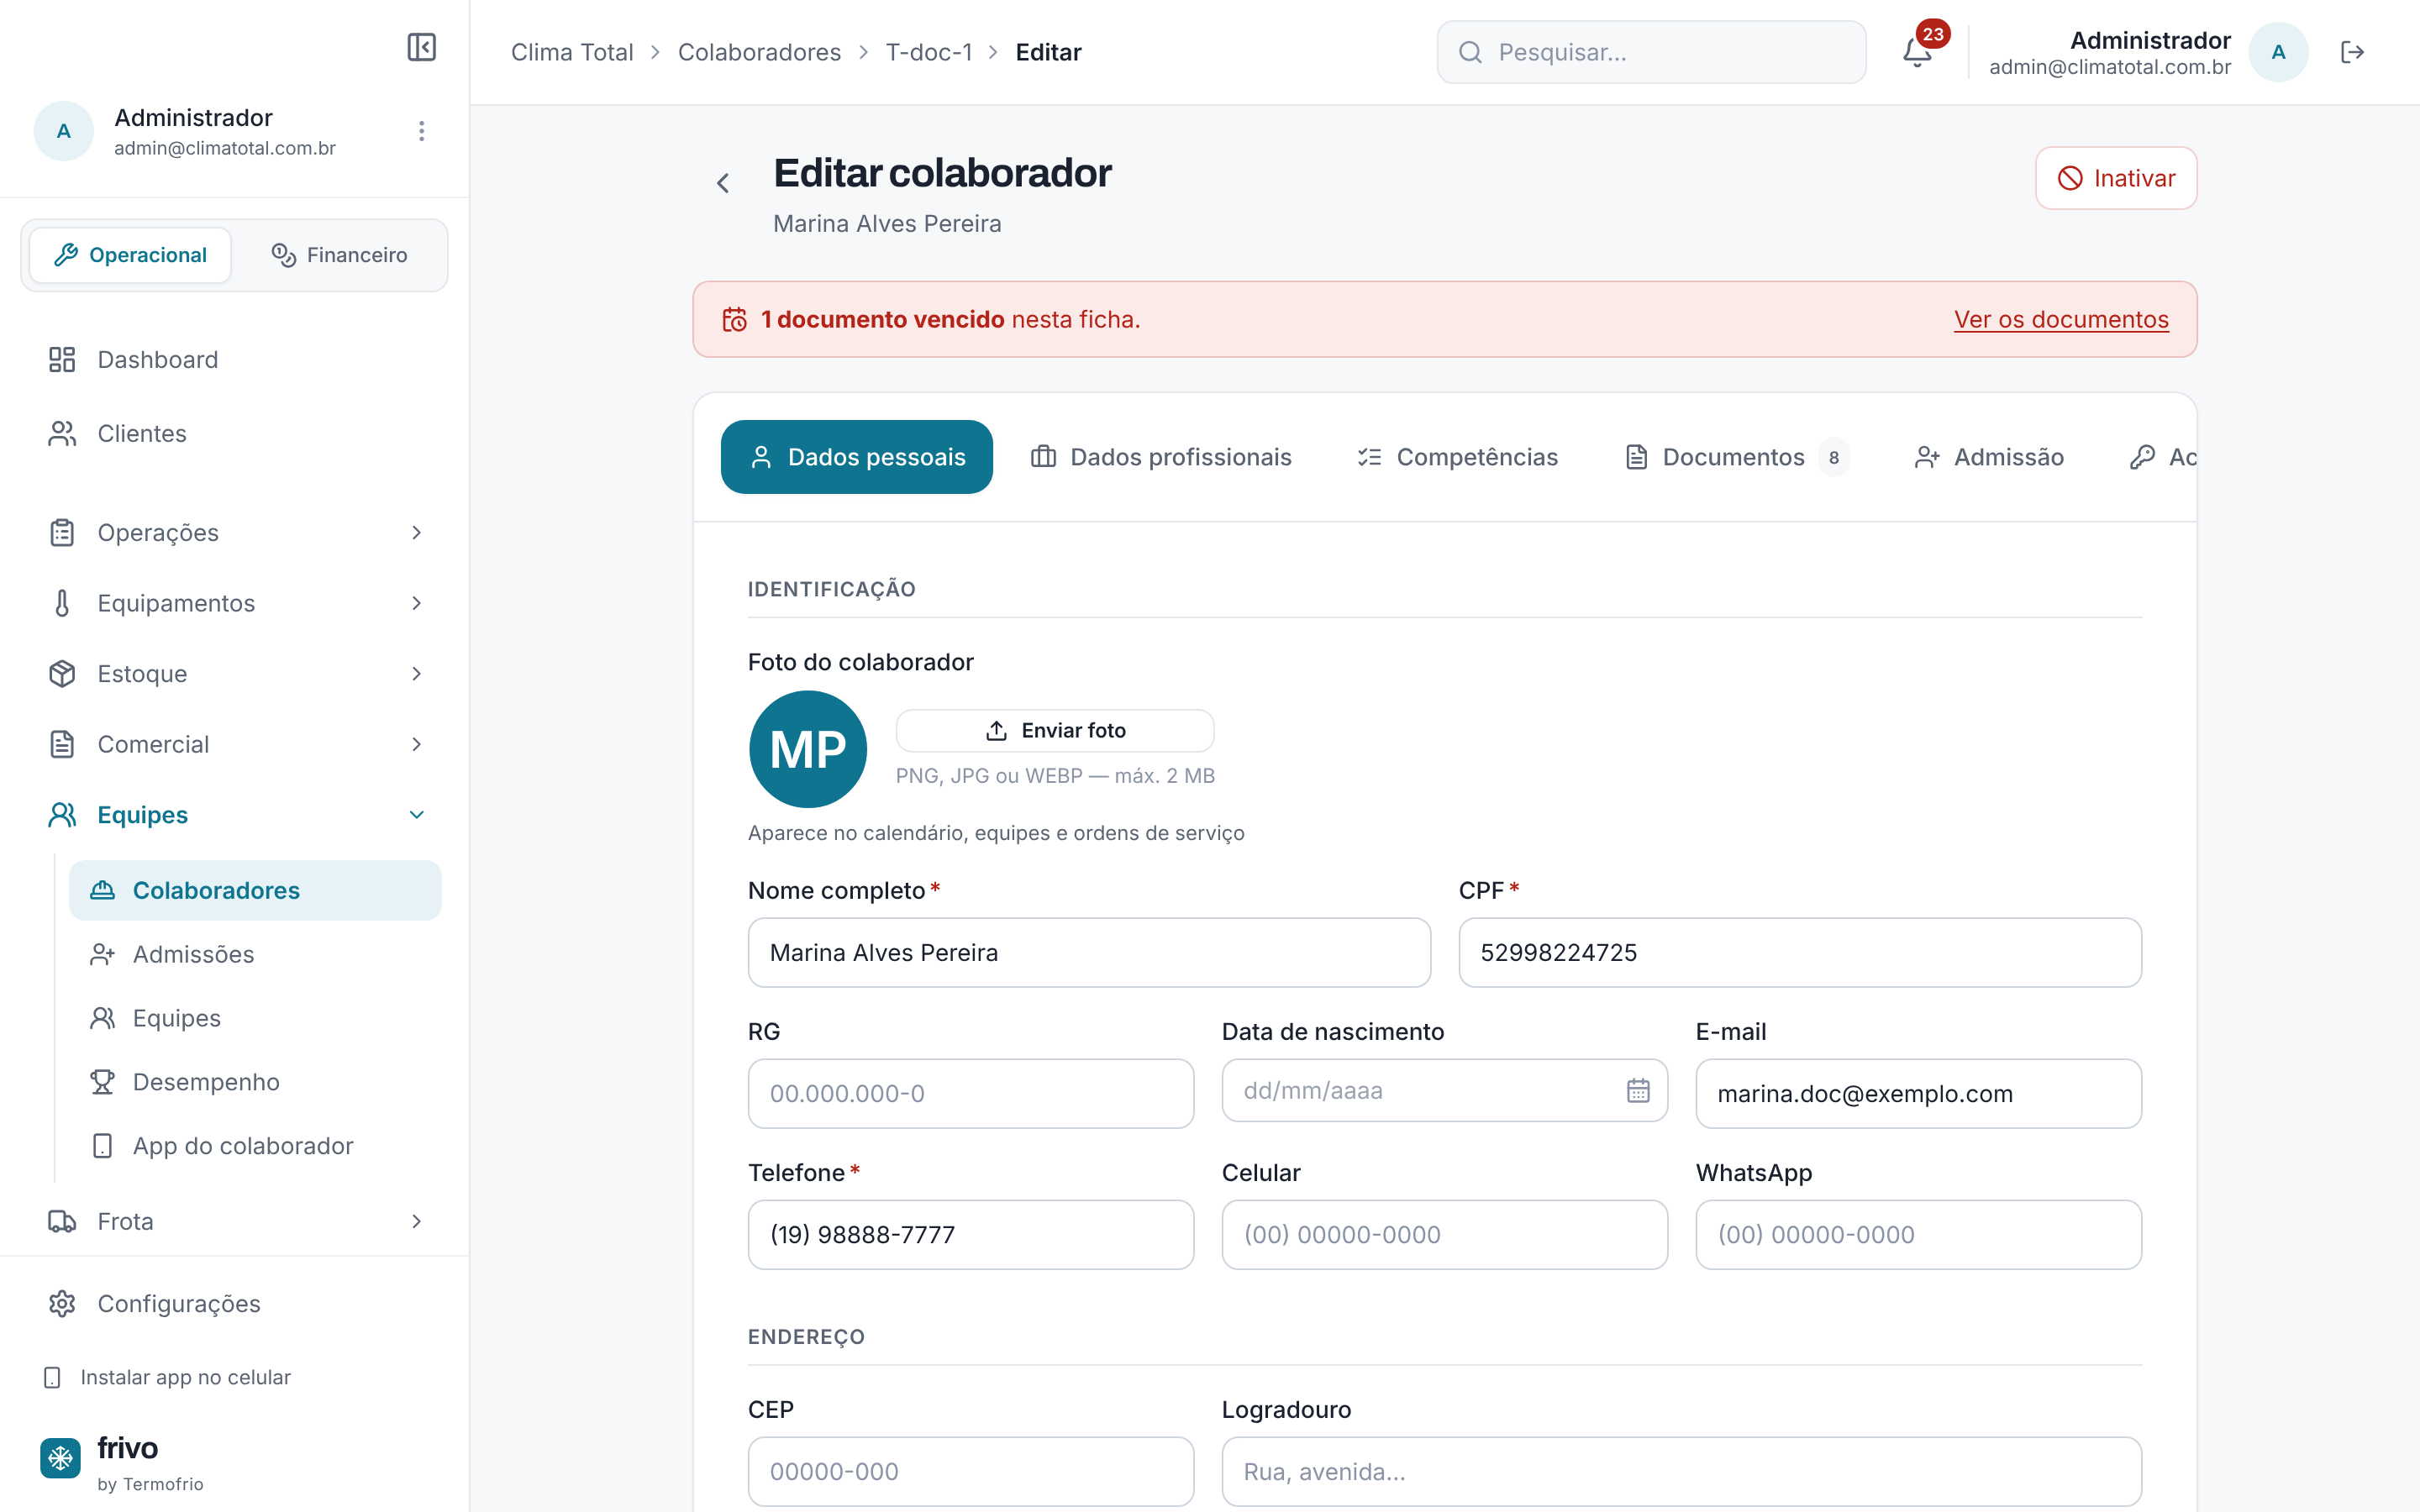 Administrador
admin@climatotal.com.br
A
Operacional
Financeiro
Dashboard
Clientes
Operações
Equipamentos
Estoque
Comercial
Equipes
Colaboradores
Admissões
Equipes
Desempenho
App do colaborador
Frota
Configurações
Instalar app no celular
frivo
by Termofrio
Clima Total > Colaboradores > T-doc-1 > Editar
Pesquisar...
23
Administrador
admin@climatotal.com.br
A
Editar colaborador
Marina Alves Pereira
Inativar
1 documento vencido nesta ficha.
Ver os documentos
Dados pessoais
Dados profissionais
Competências
Documentos 8
Admissão
Ac
IDENTIFICAÇÃO
Foto do colaborador
MP
Enviar foto
PNG, JPG ou WEBP — máx. 2 MB
Aparece no calendário, equipes e ordens de serviço
Nome completo*
Marina Alves Pereira
CPF*
52998224725
RG
00.000.000-0
Data de nascimento
dd/mm/aaaa
E-mail
marina.doc@exemplo.com
Telefone*
(19) 98888-7777
Celular
(00) 00000-0000
WhatsApp
(00) 00000-0000
ENDEREÇO
CEP
00000-000
Logradouro
Rua, avenida...